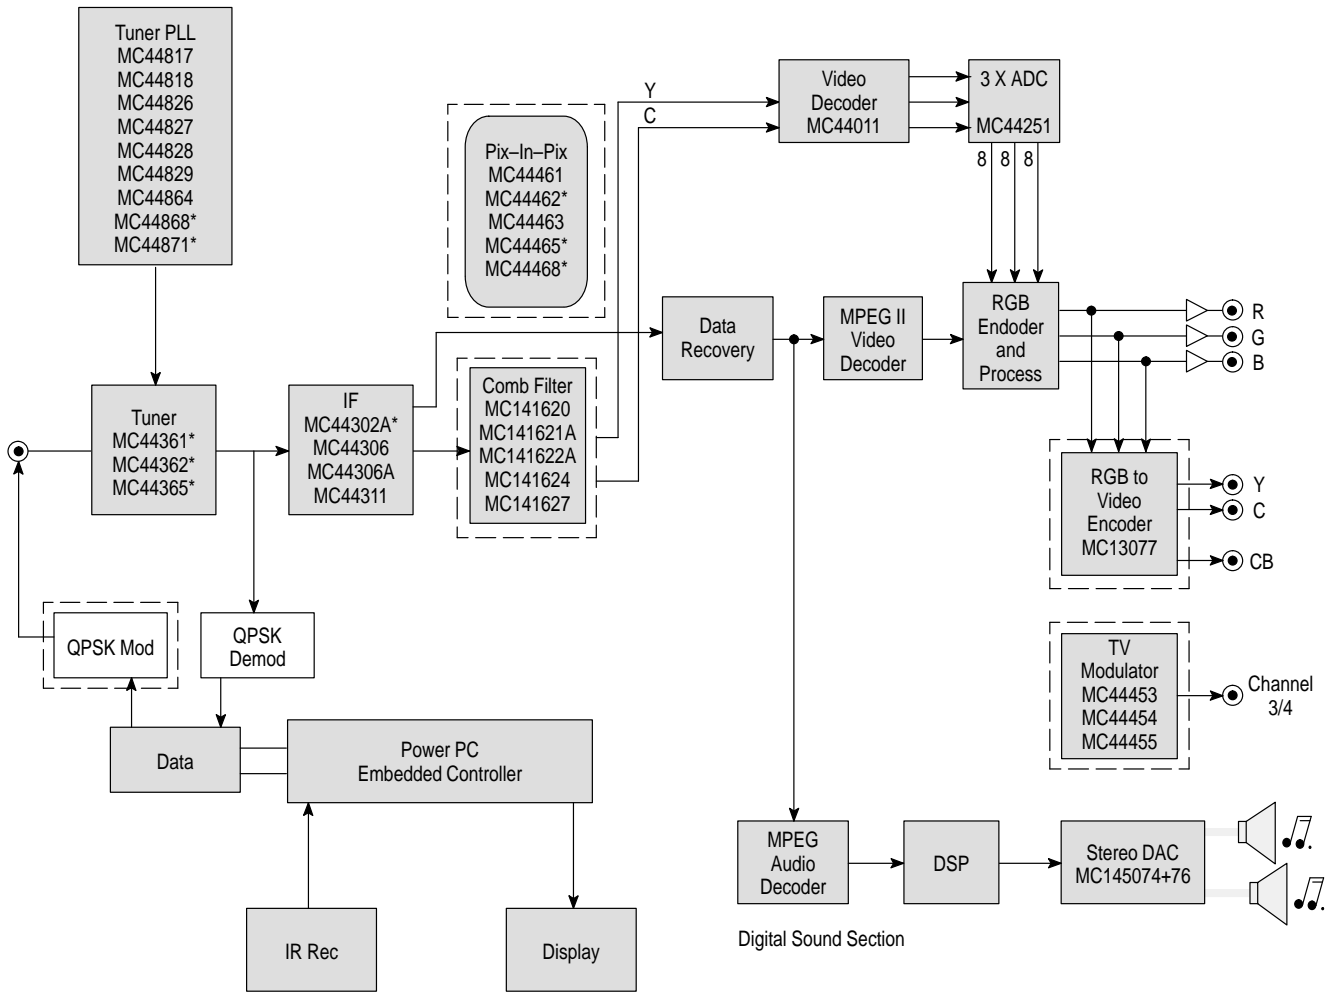 Tuner PLL
MC44817
MC44818
MC44826
MC44827
MC44828
MC44829
MC44864
MC44868*
MC44871*
Pix–In–Pix
MC44461
MC44462*
MC44463
MC44465*
MC44468*
Y
C
Video
Decoder
MC44011
3 X ADC
MC44251
8 8 8
Data
Recovery
MPEG II
Video
Decoder
RGB
Endoder
and
Process
R
G
B
Tuner
MC44361*
MC44362*
MC44365*
IF
MC44302A*
MC44306
MC44306A
MC44311
Comb Filter
MC141620
MC141621A
MC141622A
MC141624
MC141627
RGB to
Video
Encoder
MC13077
Y
C
CB
QPSK Mod
QPSK
Demod
TV
Modulator
MC44453
MC44454
MC44455
Channel
3/4
Data
Power PC
Embedded Controller
MPEG
Audio
Decoder
DSP
Stereo DAC
MC145074+76
IR Rec
Display
Digital Sound Section